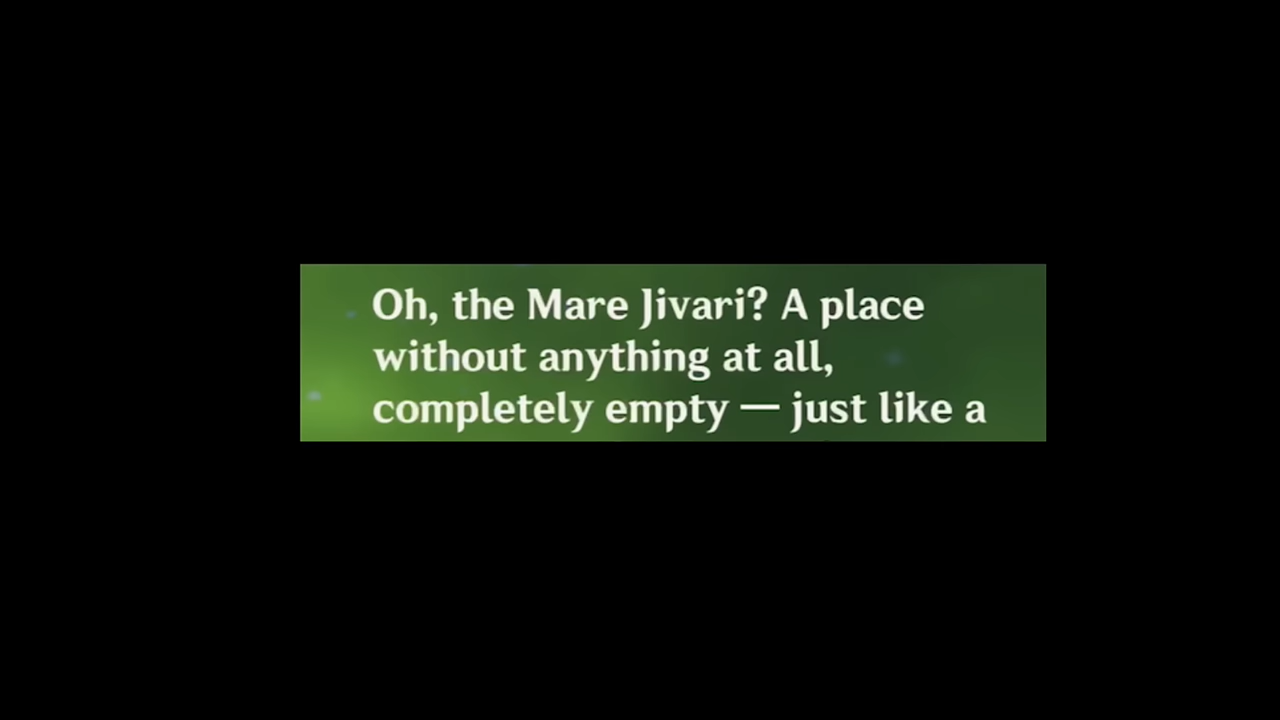 Oh, the Mare Jivari? A place
without anything at all,
completely empty — just like a